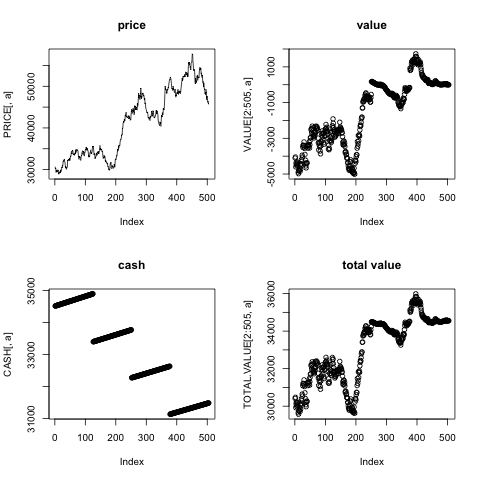 price
PRICE[, a]
50000
40000
30000
0 100 200 300 400 500
Index
value
VALUE[2:505, a]
1000
-1000
-3000
-5000
0 100 200 300 400 500
Index
cash
CASH[, a]
35000
33000
31000
0 100 200 300 400 500
Index
total value
TOTAL.VALUE[2:505, a]
36000
34000
32000
30000
0 100 200 300 400 500
Index